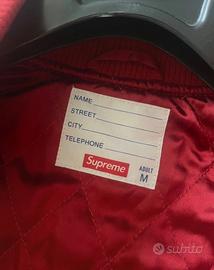 NAME
STREET
CITY
TELEPHONE
Supreme
ADULT
M
subito